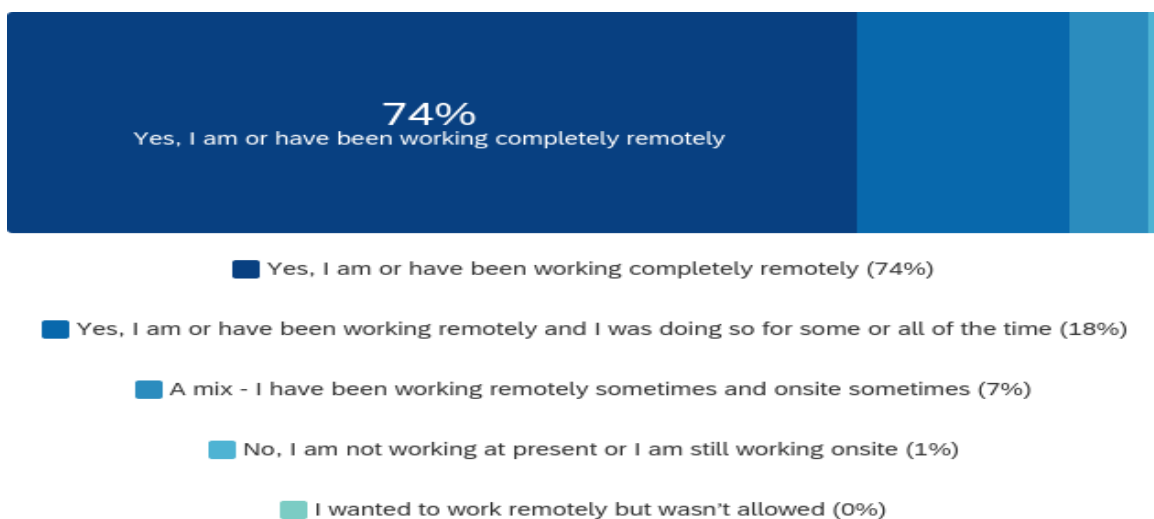 74%
Yes, I am or have been working completely remotely
Yes, I am or have been working completely remotely (74%)
Yes, I am or have been working remotely and I was doing so for some or all of the time (18%)
A mix - I have been working remotely sometimes and onsite sometimes (7%)
No, I am not working at present or I am still working onsite (1%)
I wanted to work remotely but wasn’t allowed (0%)